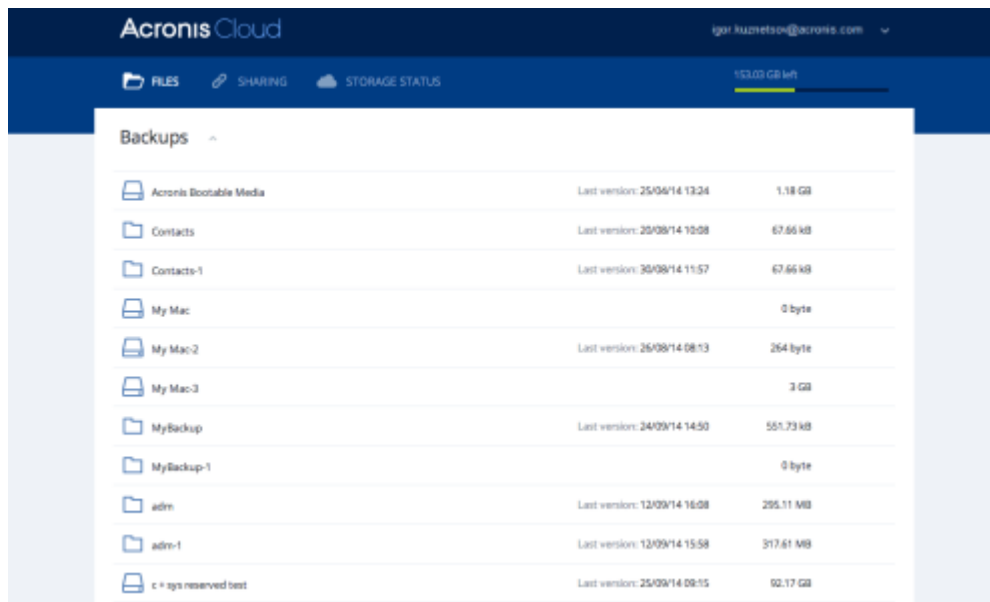 Acronis Cloud
igor.kuznetsov@acronis.com
FILES SHARING STORAGE STATUS
153.03 GB left
Backups
Acronis Bootable Media Last version: 25/06/14 13:24 1.18 GB
Contacts Last version: 20/08/14 10:08 67.66 kB
Contacts-1 Last version: 30/08/14 11:57 67.66 kB
My Mac 0 byte
My Mac-2 Last version: 26/08/14 08:13 264 byte
My Mac-3 3 GB
MyBackup Last version: 24/09/14 14:50 551.73 kB
MyBackup-1 0 byte
adm Last version: 12/09/14 16:08 295.11 MB
adm-1 Last version: 12/09/14 15:58 317.61 MB
c + sys reserved test Last version: 25/09/14 09:15 92.17 GB